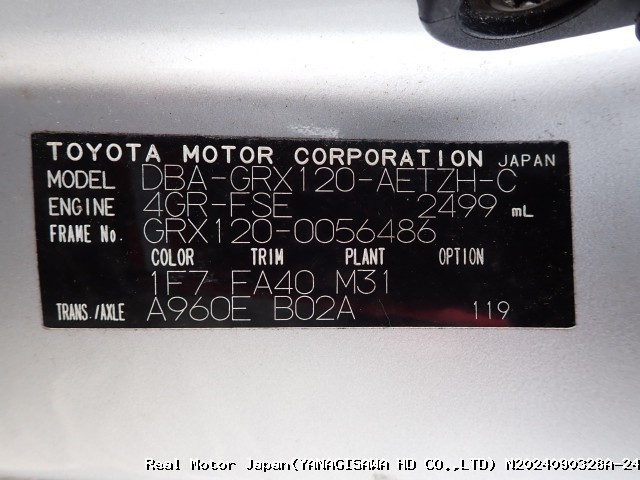 TOYOTA MOTOR CORPORATION JAPAN
MODEL DBA-GRX120-AETZH-C
ENGINE 4GR-FSE 2499 mL
FRAME No. GRX120-0056486
COLOR TRIM PLANT OPTION
1F7 FA40 M31
TRANS./AXLE A960E B02A 119
Real Motor Japan(YANAGISAWA HD CO.,LTD) N2024090328A-24